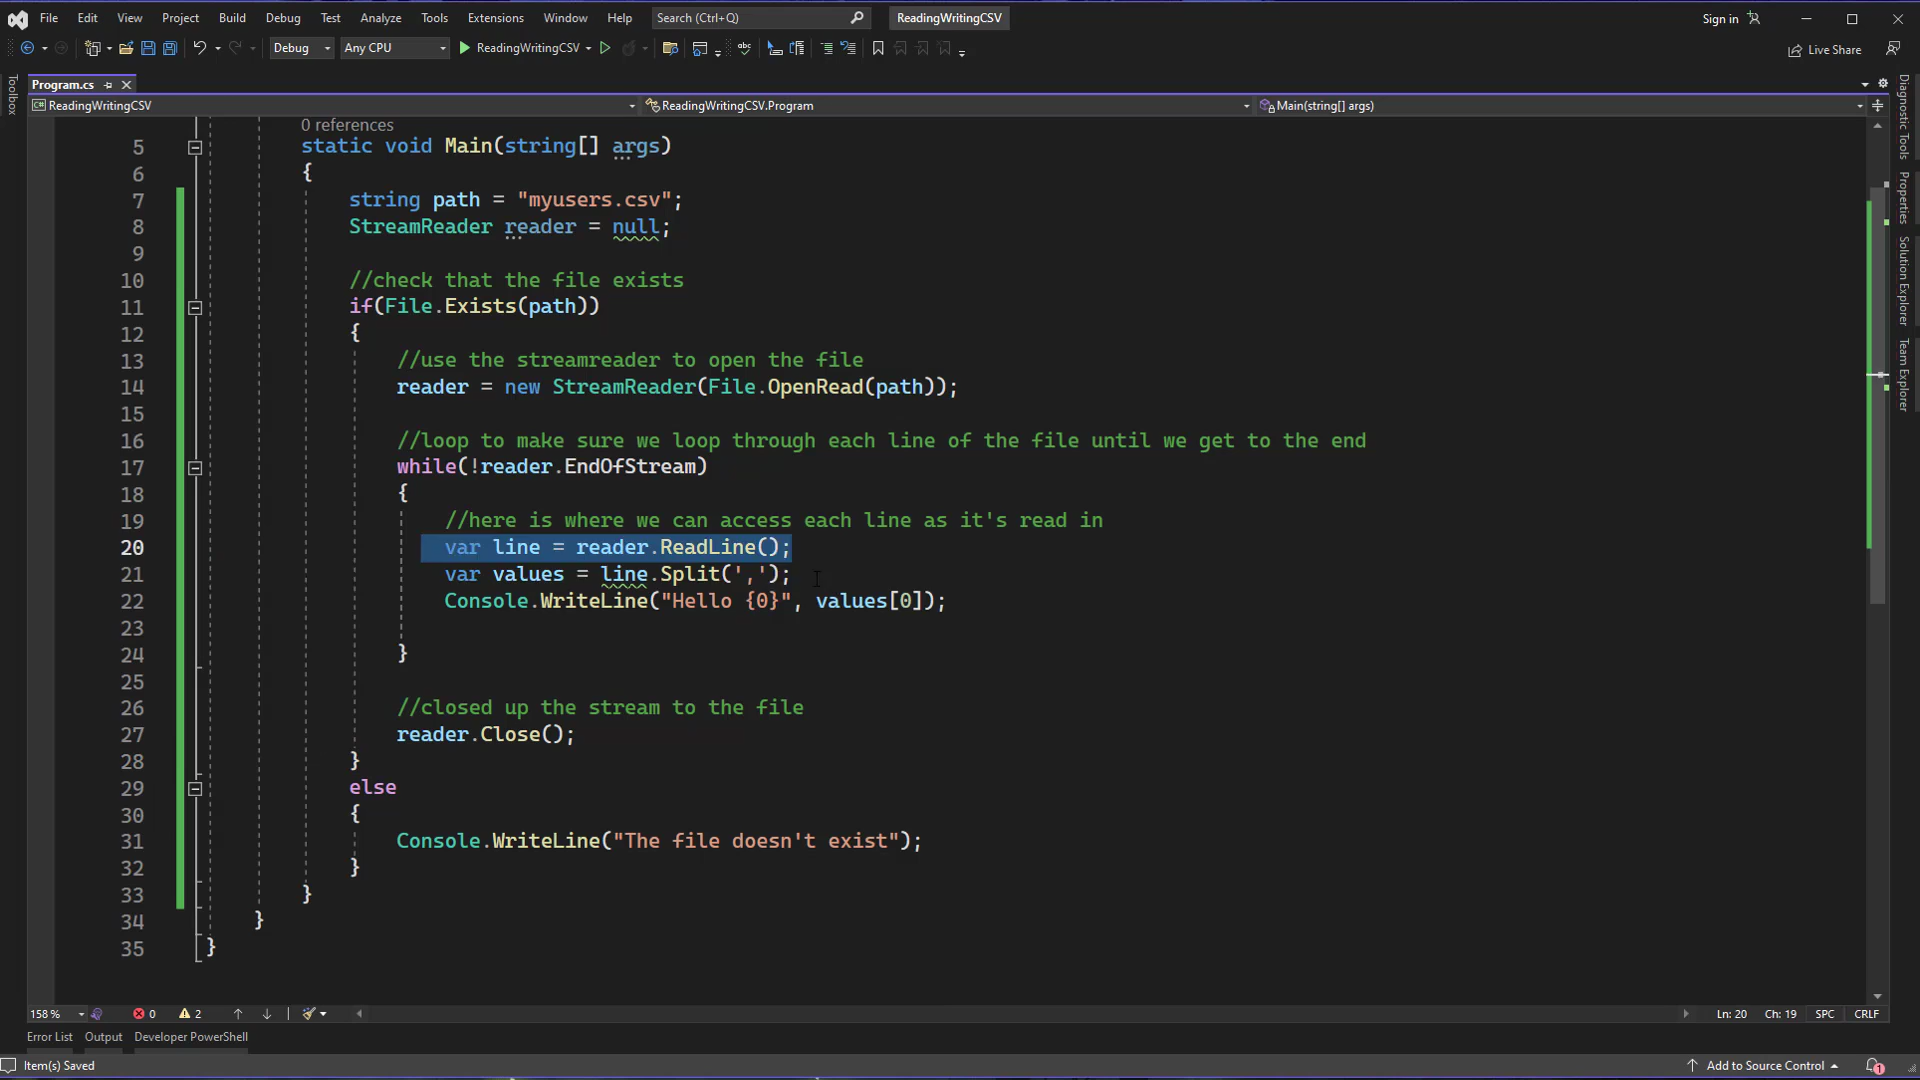 File Edit View Project Build Debug Test Analyze Tools Extensions Window Help Search (Ctrl+Q) ReadingWritingCSV Sign in
Debug Any CPU ReadingWritingCSV Live Share
Program.cs
ReadingWritingCSV ReadingWritingCSV.Program Main(string[] args)
Toolbox
0 references
5 static void Main(string[] args)
6 {
7 string path = "myusers.csv";
8 StreamReader reader = null;
9
10 //check that the file exists
11 if(File.Exists(path))
12 {
13 //use the streamreader to open the file
14 reader = new StreamReader(File.OpenRead(path));
15
16 //loop to make sure we loop through each line of the file until we get to the end
17 while(!reader.EndOfStream)
18 {
19 //here is where we can access each line as it's read in
20 var line = reader.ReadLine();
21 var values = line.Split(',');
22 Console.WriteLine("Hello {0}", values[0]);
23
24 }
25
26 //closed up the stream to the file
27 reader.Close();
28 }
29 else
30 {
31 Console.WriteLine("The file doesn't exist");
32 }
33 }
34 }
35 }
Diagnostic Tools
Properties
Solution Explorer
Team Explorer
158 % 0 2 Ln: 20 Ch: 19 SPC CRLF
Error List Output Developer PowerShell
Item(s) Saved Add to Source Control 1